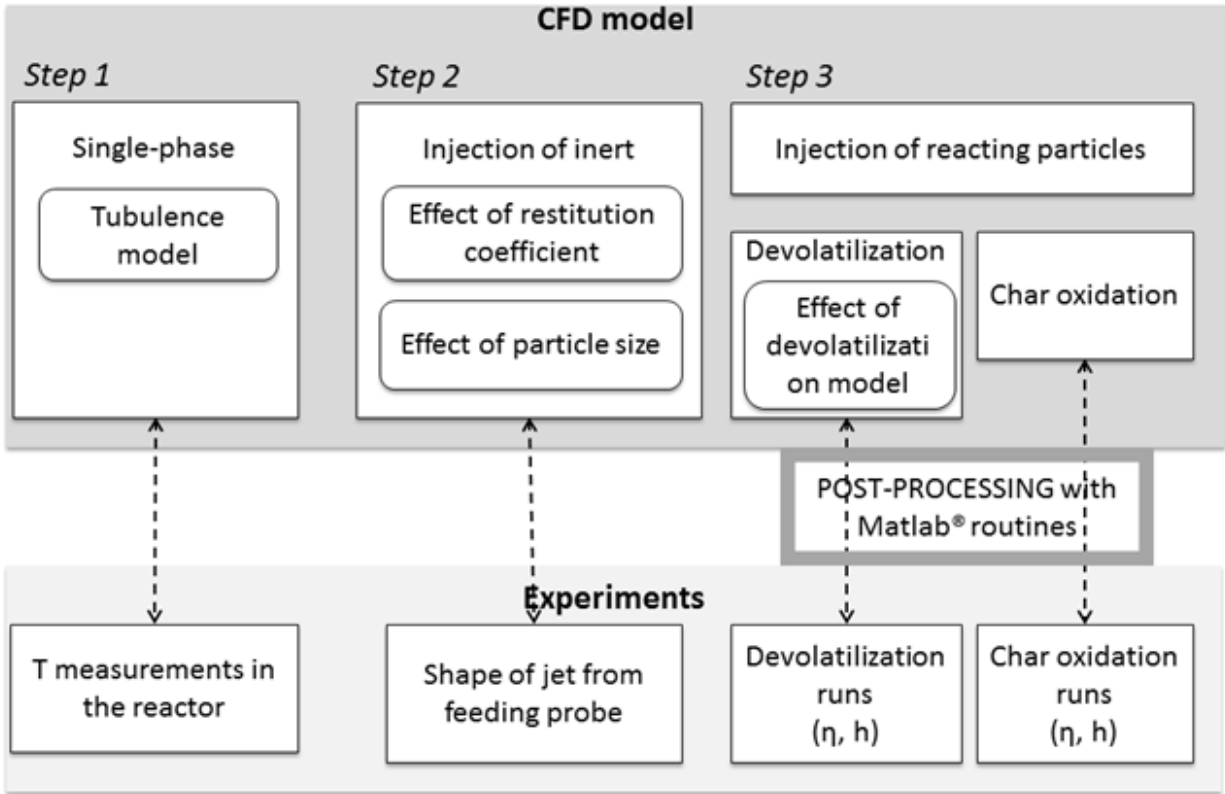 CFD model
Step 1
Single-phase
Tubulence
model
Step 2
Injection of inert
Effect of restitution
coefficient
Effect of particle size
Step 3
Injection of reacting particles
Devolatilization
Effect of
devolatilizati
on model
Char oxidation
POST-PROCESSING with
Matlab® routines
Experiments
T measurements in
the reactor
Shape of jet from
feeding probe
Devolatilization
runs
(η, h)
Char oxidation
runs
(η, h)